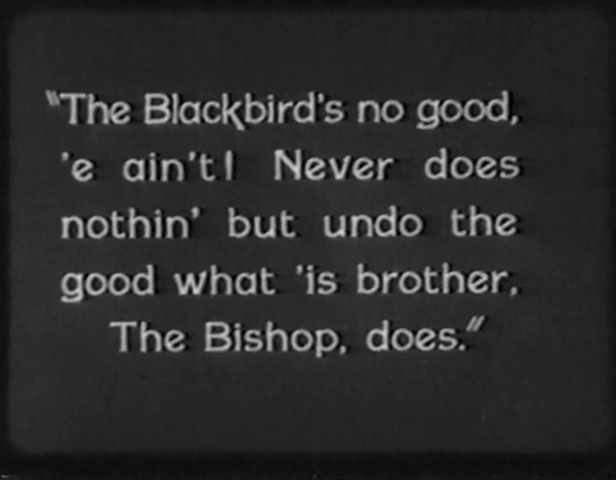 "The Blackbird's no good,
'e ain't! Never does
nothin' but undo the
good what 'is brother,
The Bishop, does."